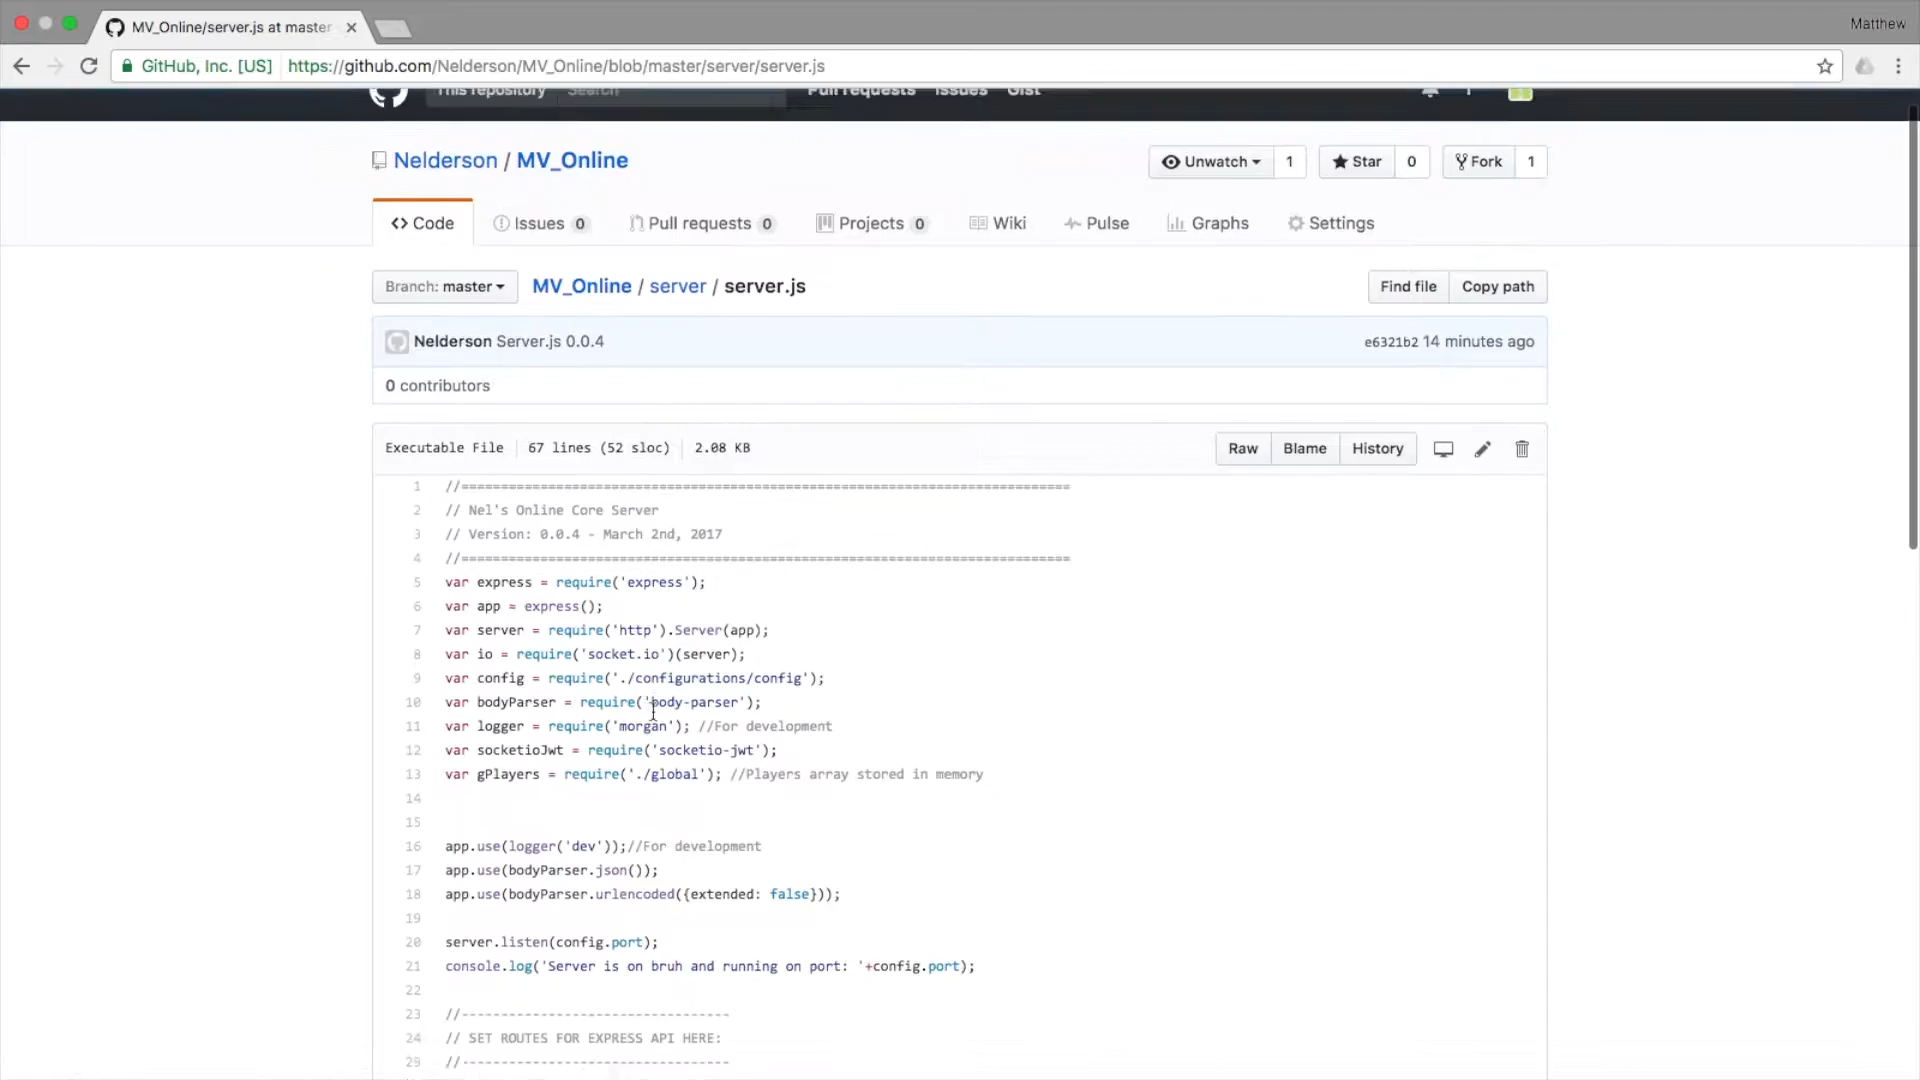 MV_Online/server.js at master
Matthew
GitHub, Inc. [US] https://github.com/Nelderson/MV_Online/blob/master/server/server.js
This repository Search Pull requests Issues Gist
Nelderson / MV_Online
Unwatch 1 Star 0 Fork 1
Code Issues 0 Pull requests 0 Projects 0 Wiki Pulse Graphs Settings
Branch: master MV_Online / server / server.js Find file Copy path
Nelderson Server.js 0.0.4 e6321b2 14 minutes ago
0 contributors
Executable File 67 lines (52 sloc) 2.08 KB Raw Blame History
1 //=============================================================================
2 // Nel's Online Core Server
3 // Version: 0.0.4 - March 2nd, 2017
4 //=============================================================================
5 var express = require('express');
6 var app = express();
7 var server = require('http').Server(app);
8 var io = require('socket.io')(server);
9 var config = require('./configurations/config');
10 var bodyParser = require('body-parser');
11 var logger = require('morgan'); //For development
12 var socketioJwt = require('socketio-jwt');
13 var gPlayers = require('./global'); //Players array stored in memory
14
15
16 app.use(logger('dev'));//For development
17 app.use(bodyParser.json());
18 app.use(bodyParser.urlencoded({extended: false}));
19
20 server.listen(config.port);
21 console.log('Server is on bruh and running on port: '+config.port);
22
23 //----------------------------------
24 // SET ROUTES FOR EXPRESS API HERE:
25 //----------------------------------